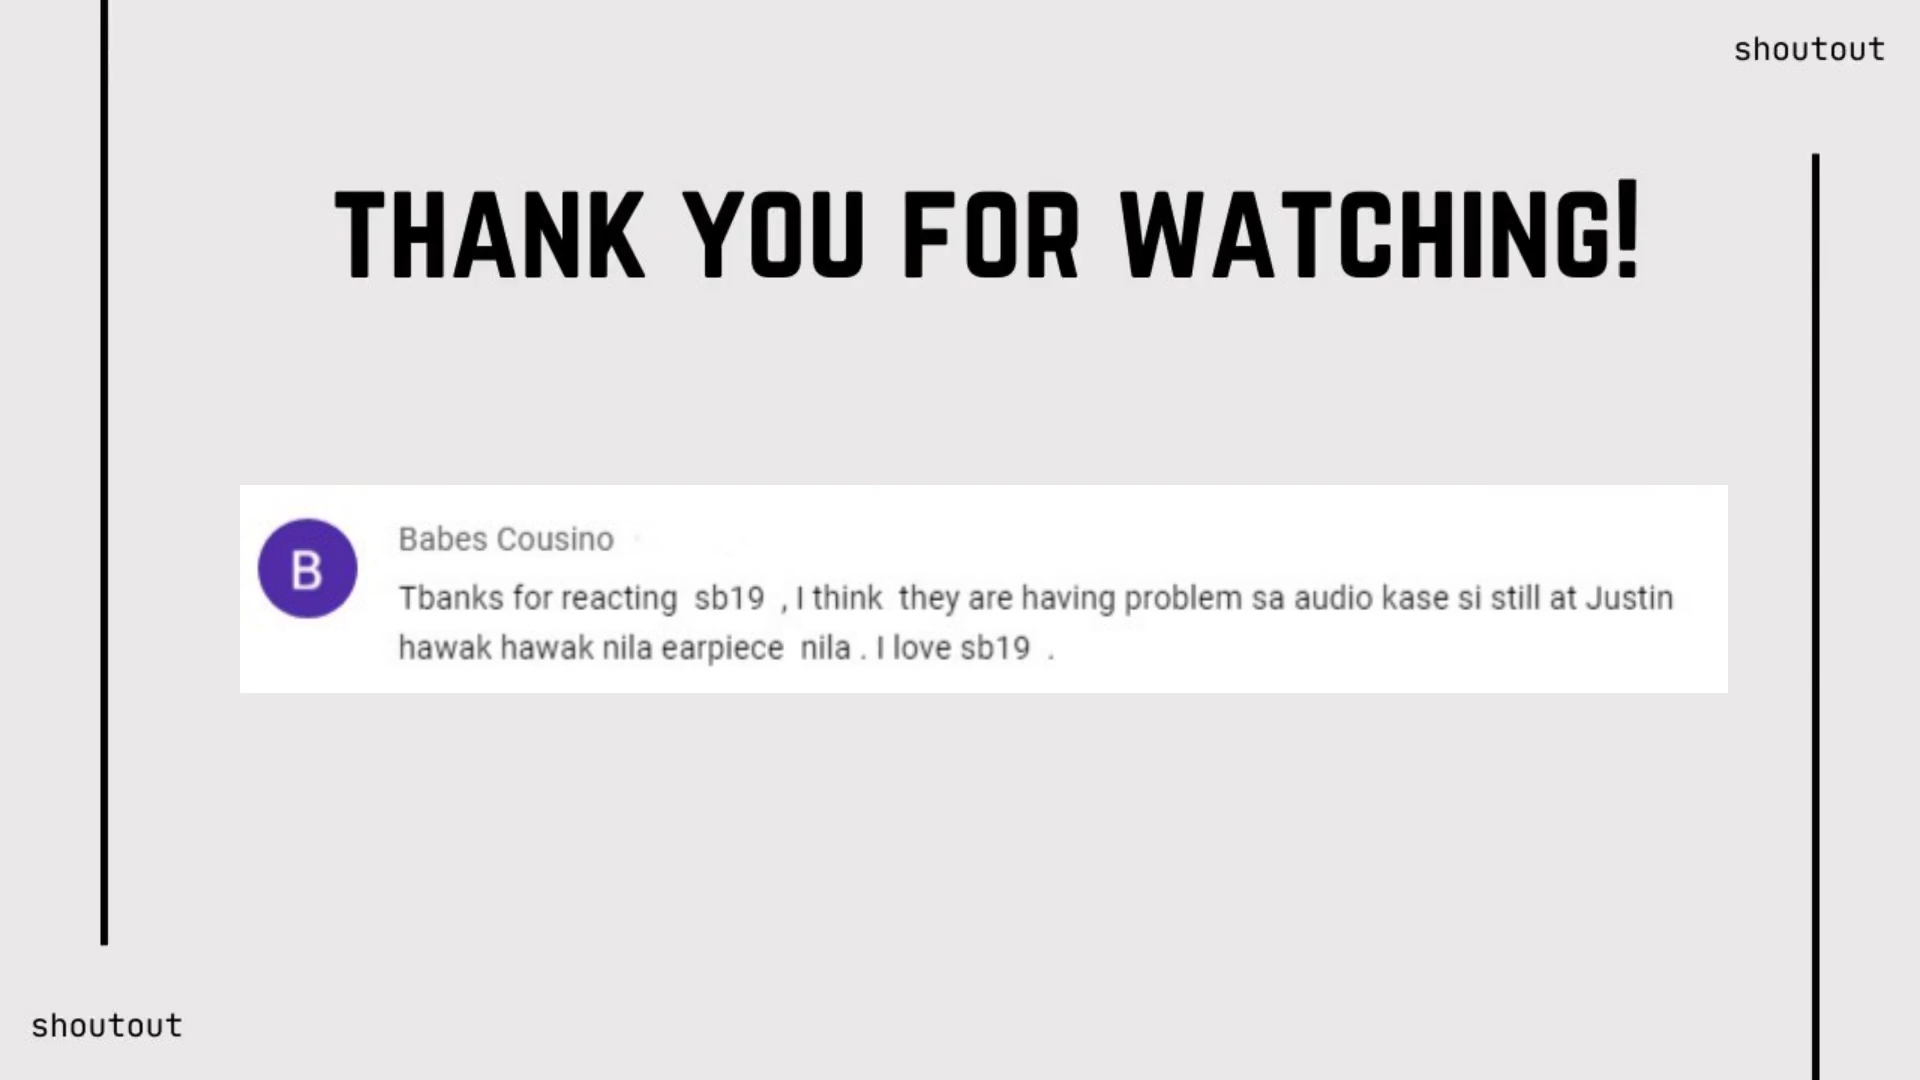 shoutout
THANK YOU FOR WATCHING!
B
Babes Cousino
Tbanks for reacting sb19 , I think they are having problem sa audio kase si still at Justin
hawak hawak nila earpiece nila . I love sb19 .
shoutout